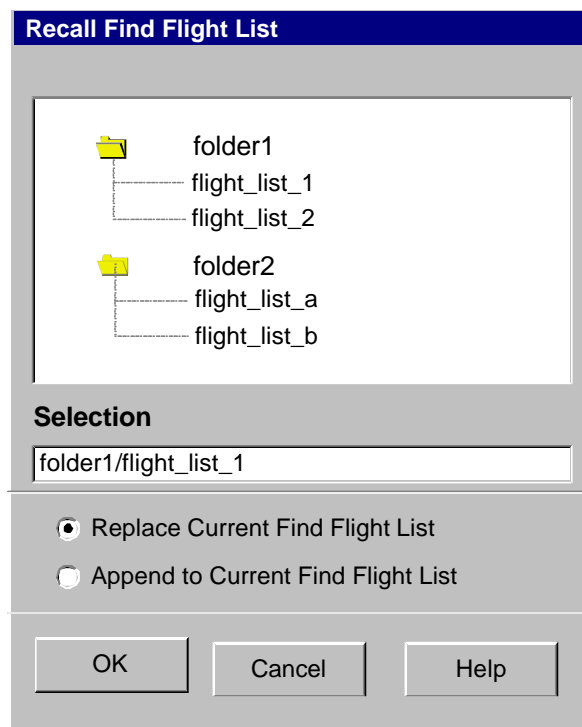 Recall Find Flight List
folder1
flight_list_1
flight_list_2
folder2
flight_list_a
flight_list_b
Selection
folder1/flight_list_1
Replace Current Find Flight List
Append to Current Find Flight List
OK Cancel Help